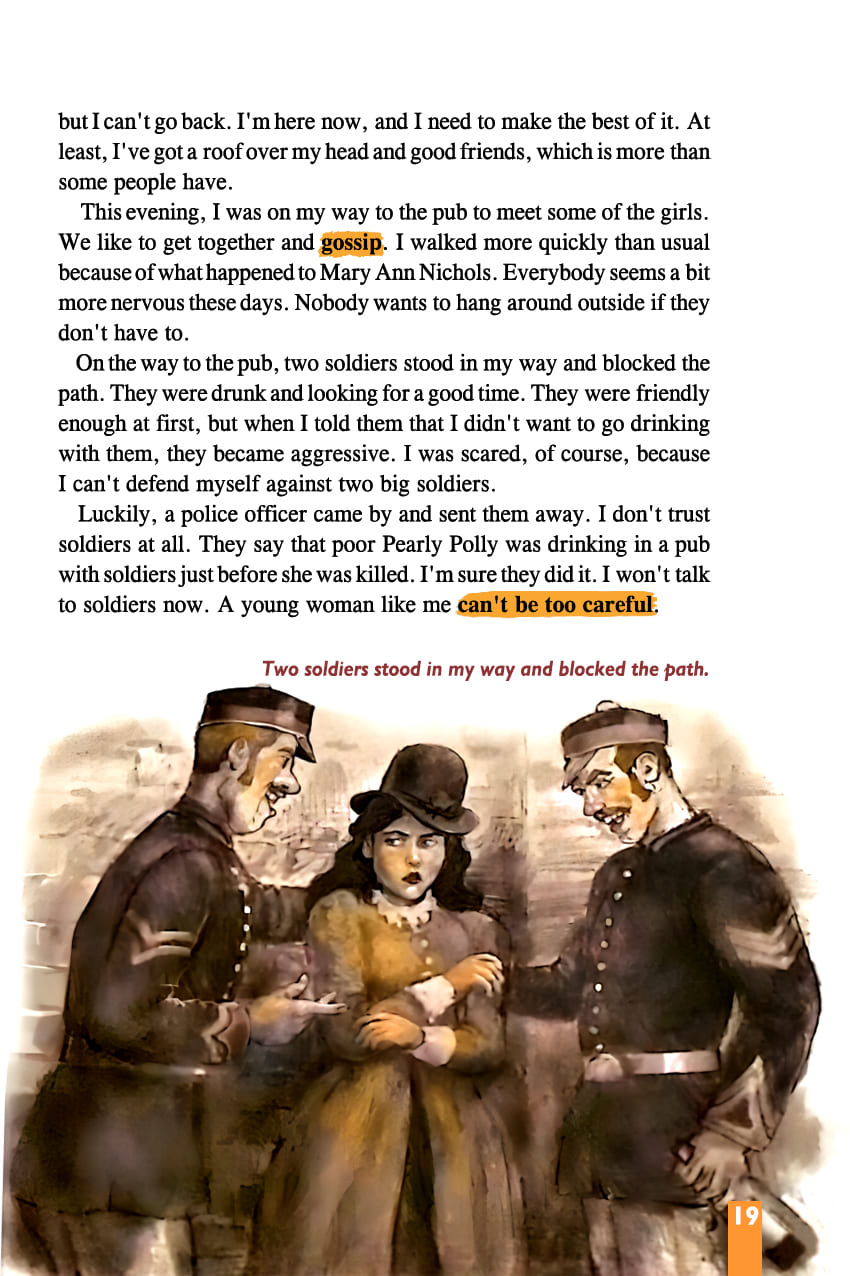 but I can't go back. I'm here now, and I need to make the best of it. At
least, I've got a roof over my head and good friends, which is more than
some people have.
This evening, I was on my way to the pub to meet some of the girls.
We like to get together and gossip. I walked more quickly than usual
because of what happened to Mary Ann Nichols. Everybody seems a bit
more nervous these days. Nobody wants to hang around outside if they
don't have to.
On the way to the pub, two soldiers stood in my way and blocked the
path. They were drunk and looking for a good time. They were friendly
enough at first, but when I told them that I didn't want to go drinking
with them, they became aggressive. I was scared, of course, because
I can't defend myself against two big soldiers.
Luckily, a police officer came by and sent them away. I don't trust
soldiers at all. They say that poor Pearly Polly was drinking in a pub
with soldiers just before she was killed. I'm sure they did it. I won't talk
to soldiers now. A young woman like me can't be too careful.
Two soldiers stood in my way and blocked the path.
19